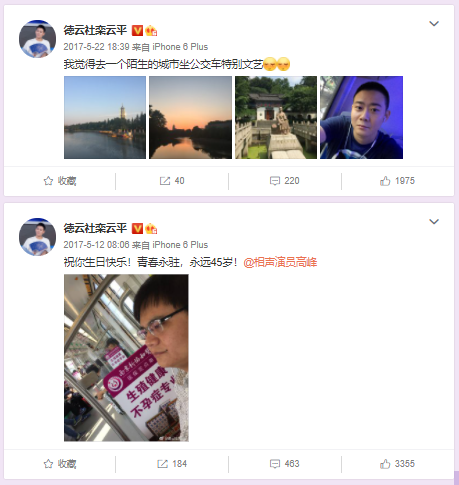 德云社栾云平
2017-5-22 18:39 来自 iPhone 6 Plus
我觉得去一个陌生的城市坐公交车特别文艺
收藏
40
220
1975
德云社栾云平
2017-5-12 08:06 来自 iPhone 6 Plus
祝你生日快乐!青春永驻,永远45岁!@相声演员高峰
生殖健康
不孕症专
收藏
184
463
3355